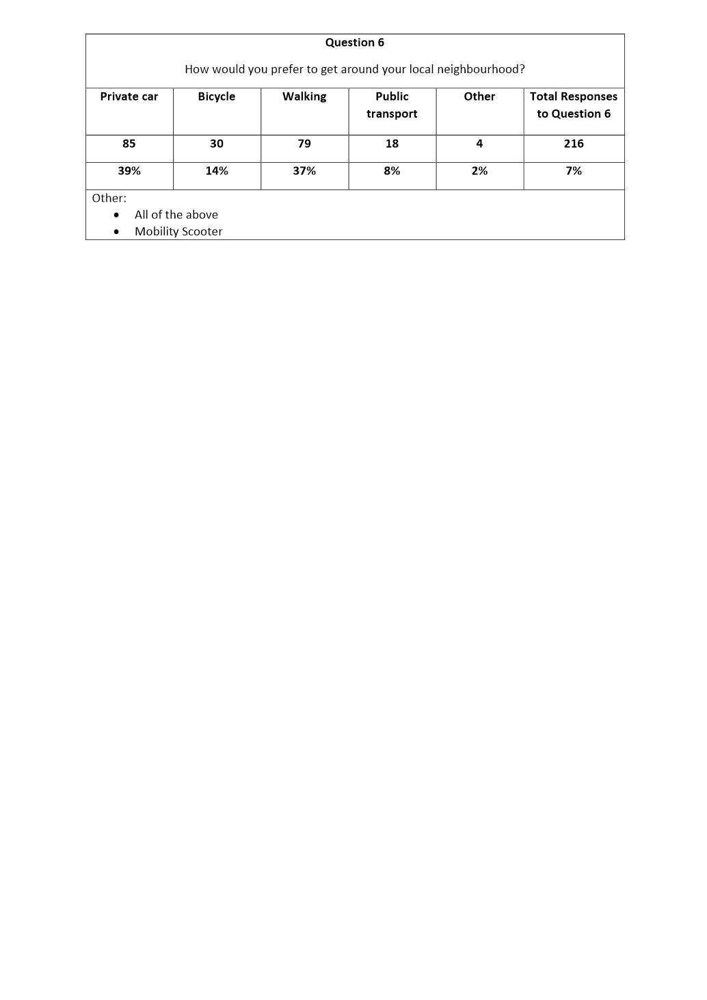 Question 6
How would you prefer to get around your local neighbourhood?
Private car Bicycle Walking Public transport Other Total Responses to Question 6
85 30 79 18 4 216
39% 14% 37% 8% 2% 7%
Other:
• All of the above
• Mobility Scooter